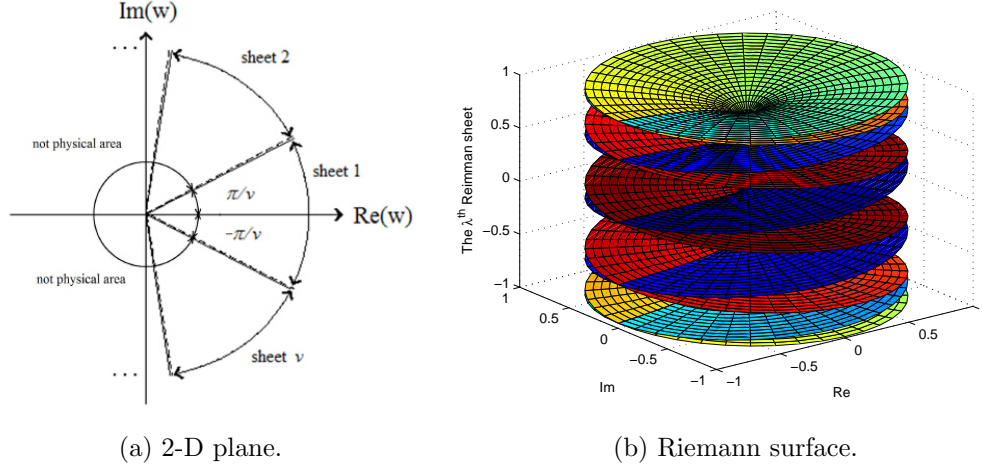 Im(w)
...
sheet 2
not physical area
sheet 1
π/ν
Re(w)
-π/ν
not physical area
sheet ν
...
(a) 2-D plane.
The λth Reimman sheet
1
0.5
0
−0.5
−1
1
0.5
0
−0.5
−1
Im
−1
−0.5
0
0.5
Re
(b) Riemann surface.